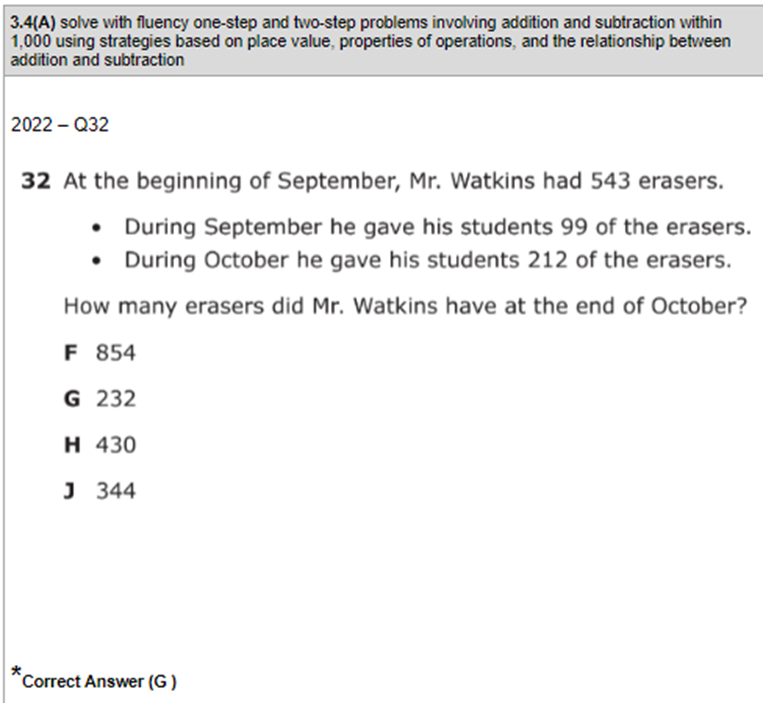 3.4(A) solve with fluency one-step and two-step problems involving addition and subtraction within
1,000 using strategies based on place value, properties of operations, and the relationship between
addition and subtraction
2022 – Q32
32 At the beginning of September, Mr. Watkins had 543 erasers.
• During September he gave his students 99 of the erasers.
• During October he gave his students 212 of the erasers.
How many erasers did Mr. Watkins have at the end of October?
F 854
G 232
H 430
J 344
*Correct Answer (G )